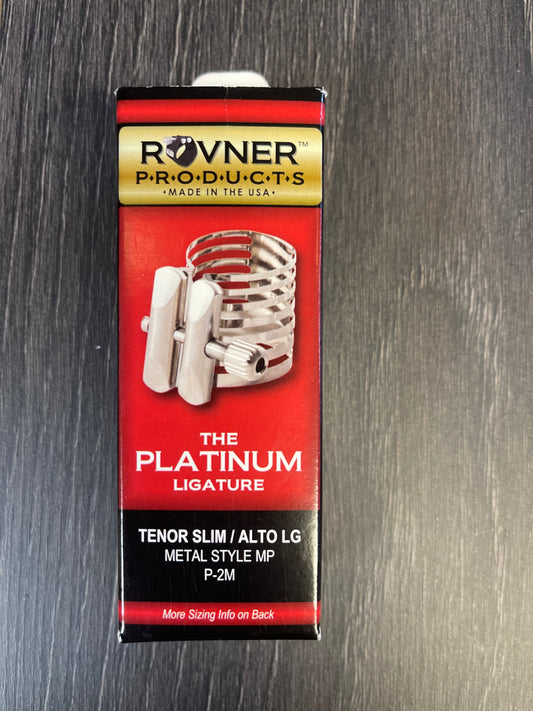 ROVNER™
P•R•O•D•U•C•T•S
•MADE IN THE USA•
THE
PLATINUM
LIGATURE
TENOR SLIM / ALTO LG
METAL STYLE MP
P-2M
More Sizing Info on Back